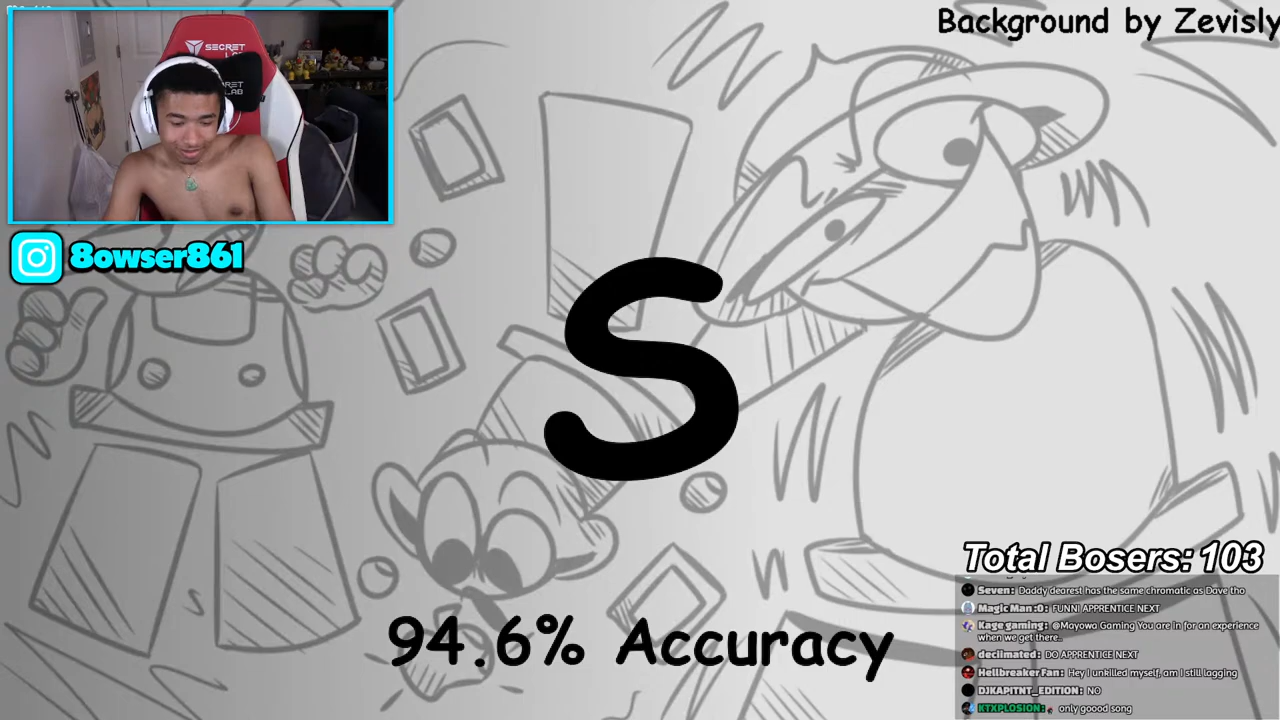 Background by Zevisly
SECRET
8owser861
S
94.6% Accuracy
Total Bosers: 103
Seven: Daddy dearest has the same chromatic as Dave tho
Magic Man:0: FUNNI APPRENTICE NEXT
Kage gaming: @Mayowa Gaming You are in for an experience
when we get there..
deciimated: DO APPRENTICE NEXT
HellbreakerFan: Hey I unkilled myself, am I still lagging
DJKAPITNT_EDITION: NO
KTXPLOSION: only goood song